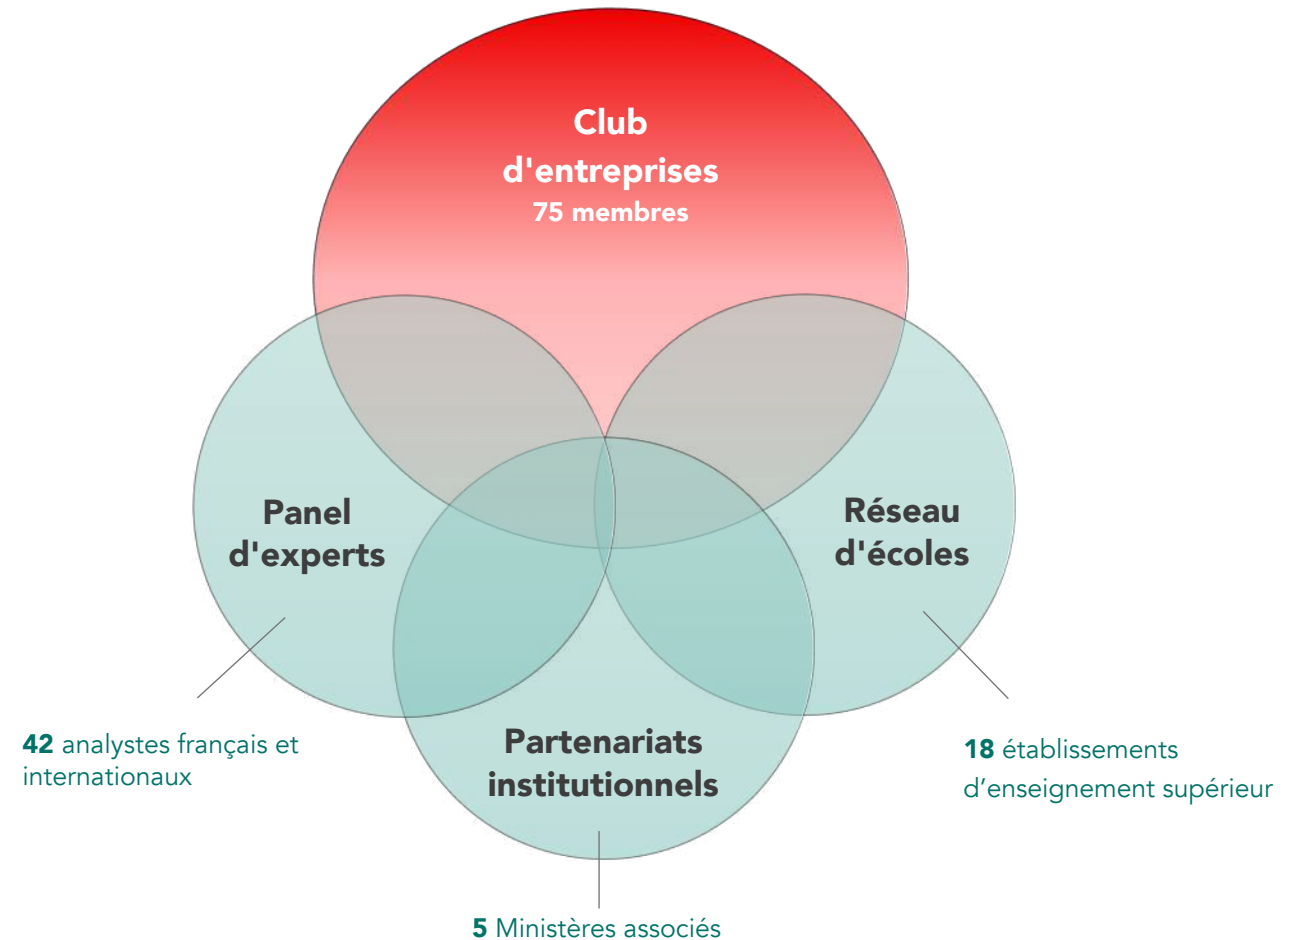 Club
d'entreprises
75 membres
Panel
d'experts
Réseau
d'écoles
Partenariats
institutionnels
42 analystes français et
internationaux
18 établissements
d’enseignement supérieur
5 Ministères associés